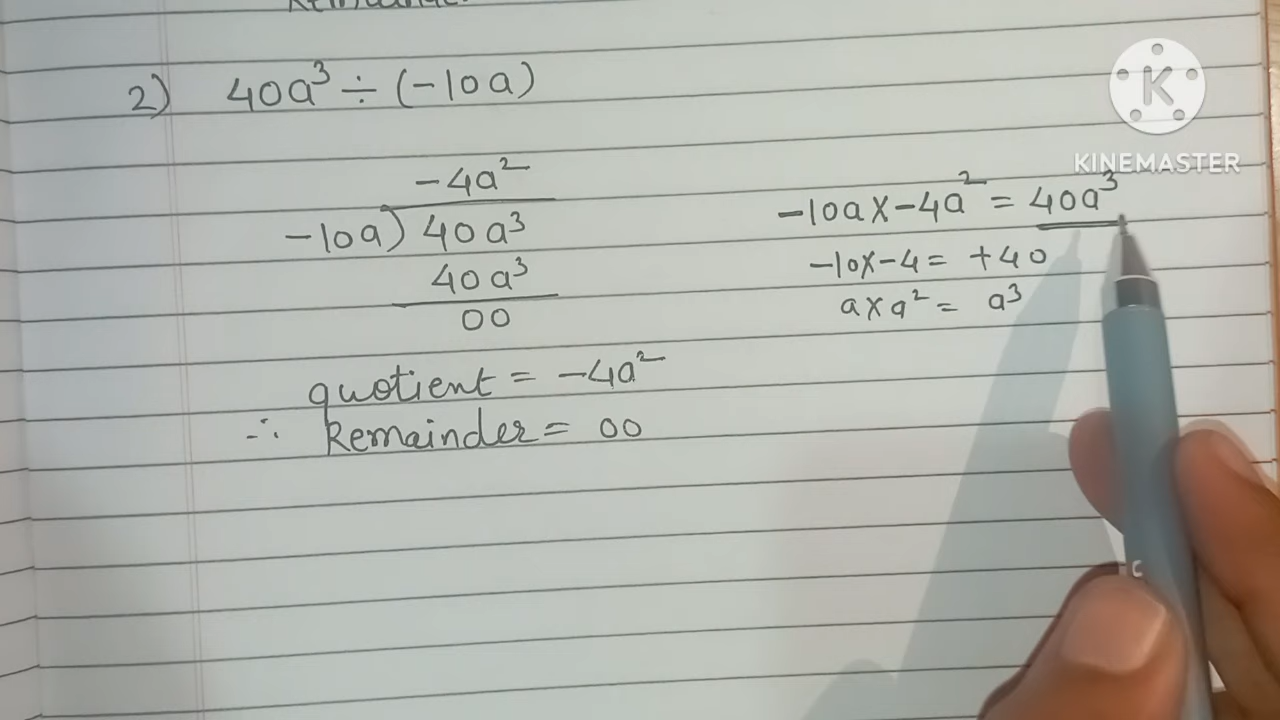 2) 40a³ ÷ (-10a)
K
KINEMASTER
-4a²
-10a) 40a³
40a³
00
-10a x -4a² = 40a³
-10x-4 = +40
a x a² = a³
quotient = -4a²
∴ Remainder = 00
c